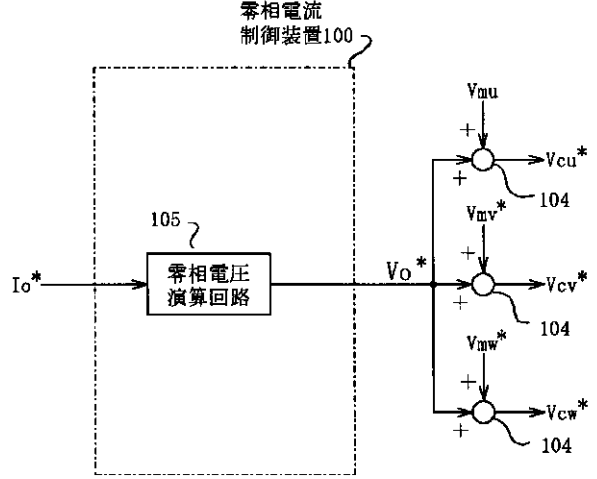 零相電流
制御装置100
Vmu
+
+
Vcu*
104
105
Vmv*
+
Io*
零相電圧
演算回路
Vo*
+
Vcv*
104
Vmw*
+
+
Vcw*
104